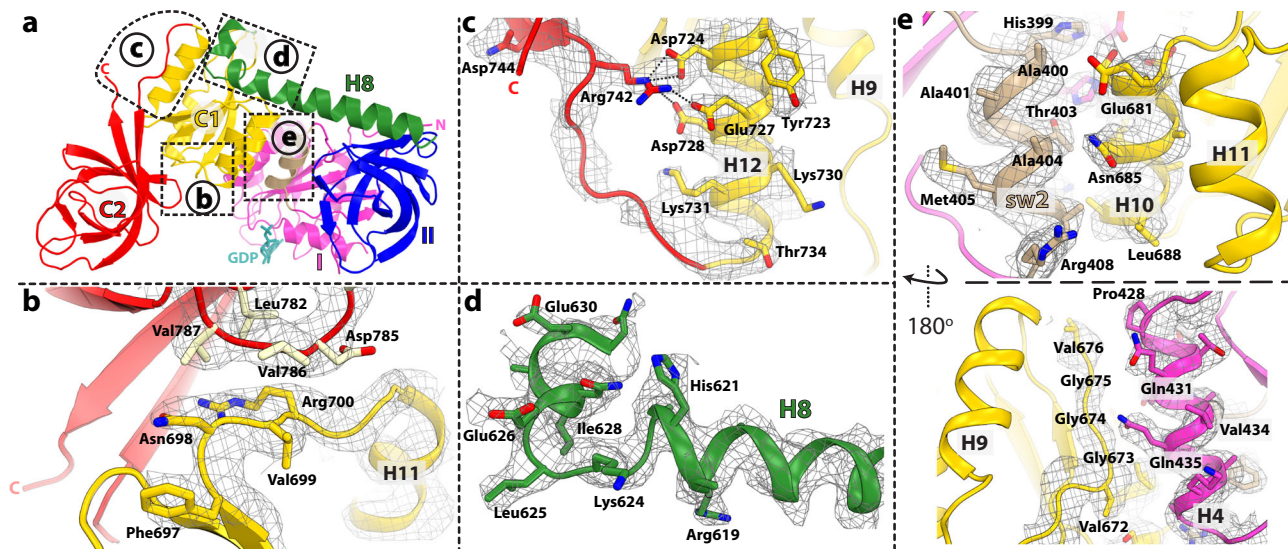 a
c
C
d
H8
C1
N
e
b
C2
II
GDP
I
c
Asp744
C
Asp724
Arg742
H9
Tyr723
Glu727
Asp728
H12
Lys730
Lys731
Thr734
e
His399
Ala400
Ala401
Glu681
Thr403
Ala404
H11
Asn685
Met405
sw2
H10
Leu688
Arg408
180°
b
Leu782
Val787
Asp785
Val786
Arg700
Asn698
C
Val699
H11
Phe697
d
Glu630
His621
H8
Glu626
Ile628
Lys624
Leu625
Arg619
Pro428
Val676
Gly675
Gln431
Gly674
Val434
H9
Gly673
Gln435
Val672
H4